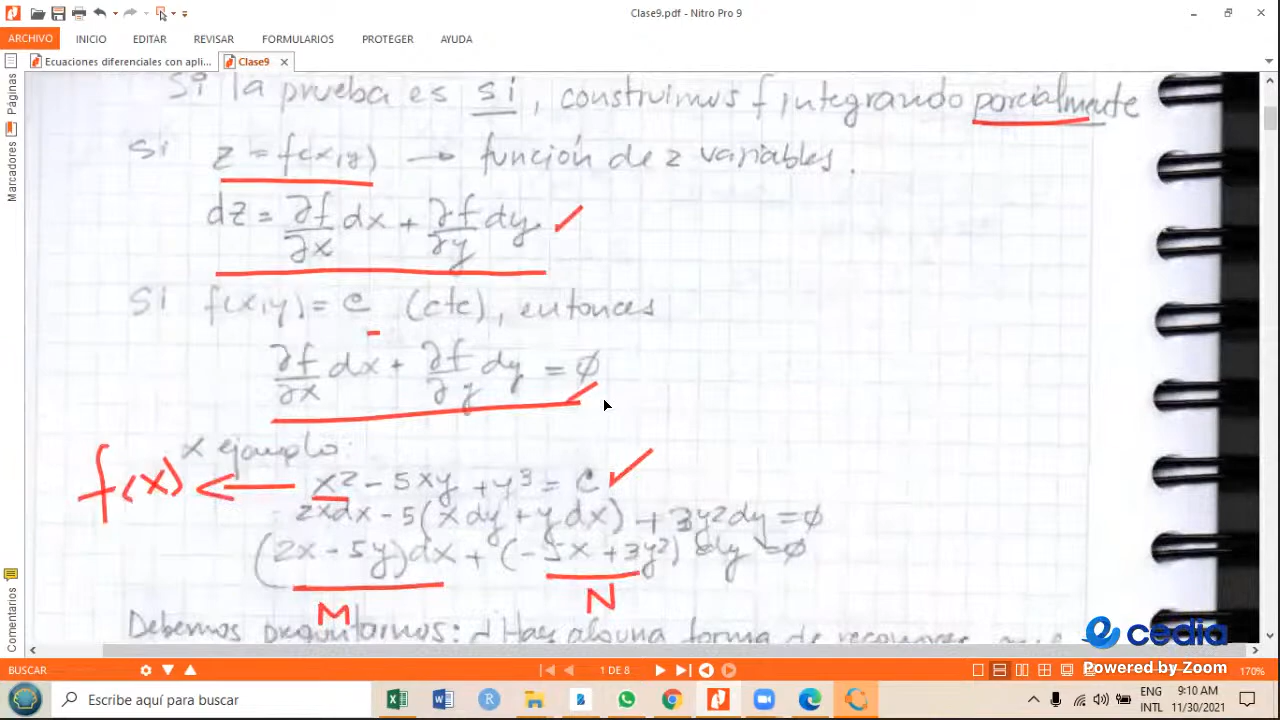 Clase9.pdf - Nitro Pro 9
ARCHIVO INICIO EDITAR REVISAR FORMULARIOS PROTEGER AYUDA
Ecuaciones diferenciales con apli... Clase9
Páginas
Marcadores
Comentarios
Si la prueba es si, construimos f integrando parcialmente
Si z = f(x,y) → función de 2 variables.
dz = ∂f/∂x dx + ∂f/∂y dy
Si f(x,y) = c (cte), entonces
∂f/∂x dx + ∂f/∂y dy = ∅
x ejemplo:
f(x) ← x² - 5xy + y³ = c
2xdx - 5(x dy + y dx) + 3y²dy = ∅
(2x - 5y)dx + (- 5x + 3y²) dy = ∅
M N
Debemos preguntarnos Hay alguna forma de reconocer
cedia
Powered by Zoom
BUSCAR 1 DE 8 170%
Escribe aquí para buscar
ENG 9:10 AM
INTL 11/30/2021